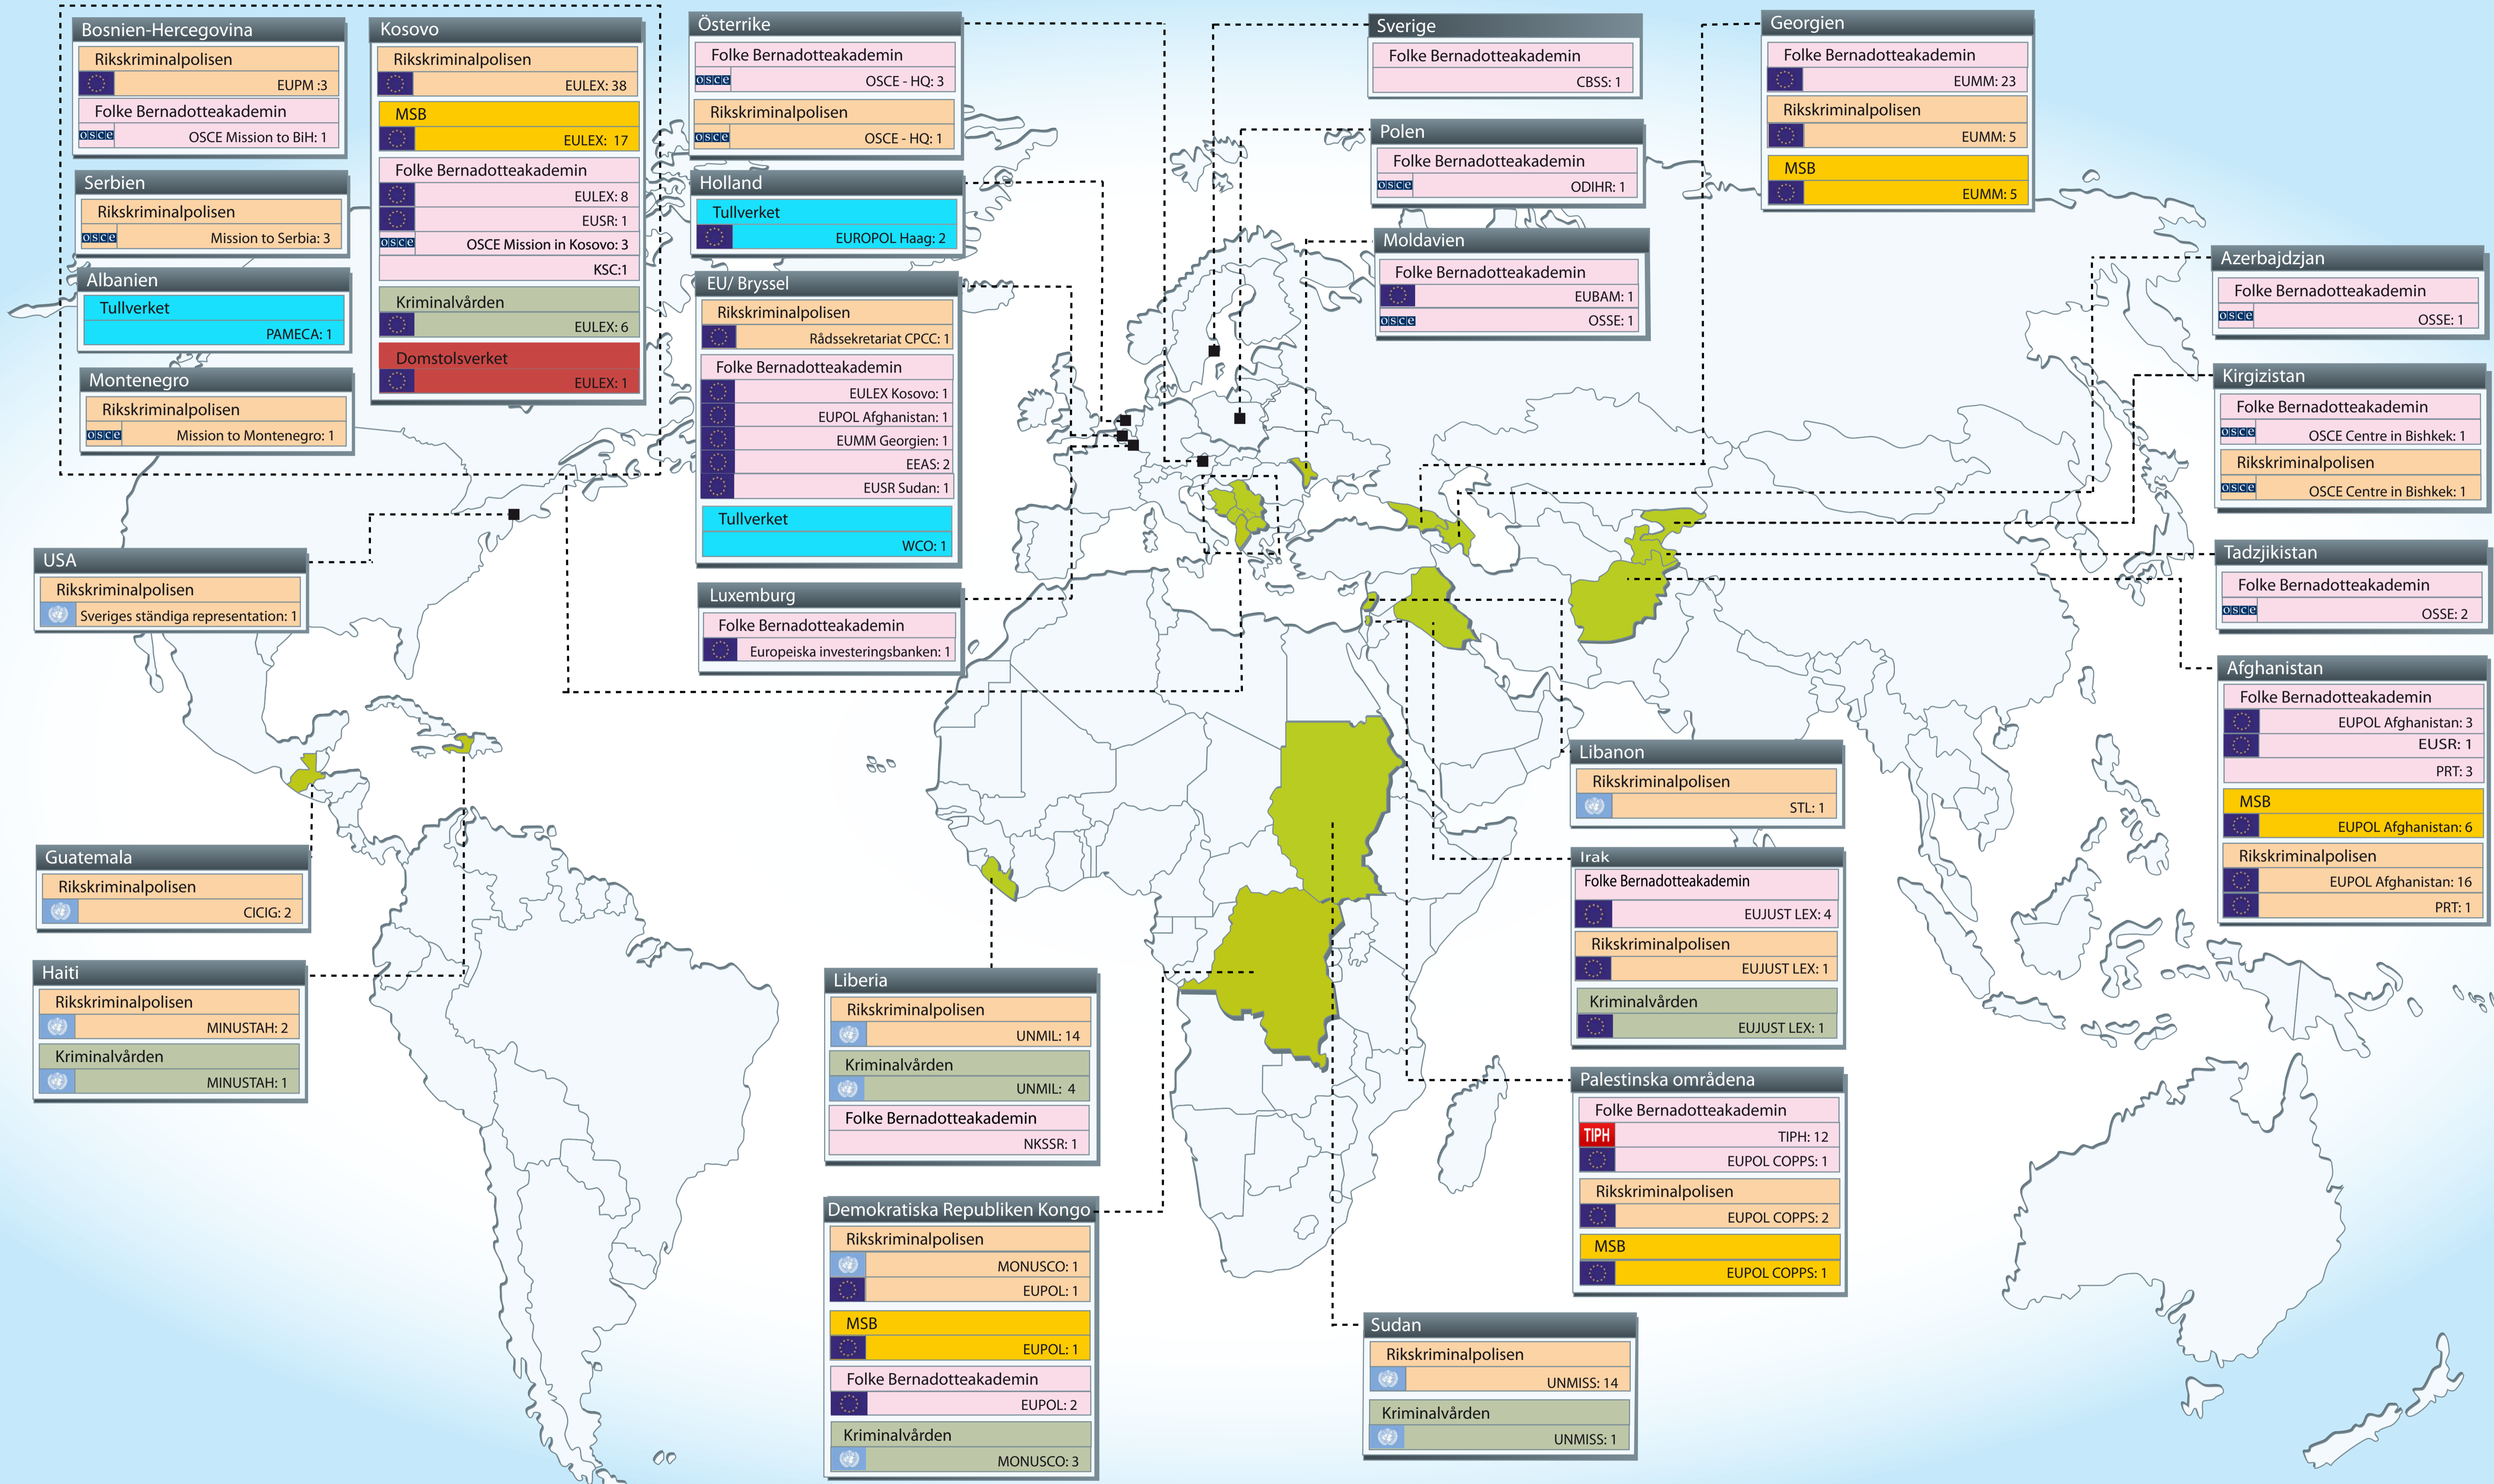 Bosnien-Hercegovina
Rikskriminalpolisen
EUPM :3
Folke Bernadotteakademin
osce OSCE Mission to BiH: 1
Serbien
Rikskriminalpolisen
osce Mission to Serbia: 3
Albanien
Tullverket
PAMECA: 1
Montenegro
Rikskriminalpolisen
osce Mission to Montenegro: 1
Kosovo
Rikskriminalpolisen
EULEX: 38
MSB
EULEX: 17
Folke Bernadotteakademin
EULEX: 8
EUSR: 1
osce OSCE Mission in Kosovo: 3
KSC:1
Kriminalvården
EULEX: 6
Domstolsverket
EULEX: 1
Österrike
Folke Bernadotteakademin
osce OSCE - HQ: 3
Rikskriminalpolisen
osce OSCE - HQ: 1
Holland
Tullverket
EUROPOL Haag: 2
EU/ Bryssel
Rikskriminalpolisen
Rådssekretariat CPCC: 1
Folke Bernadotteakademin
EULEX Kosovo: 1
EUPOL Afghanistan: 1
EUMM Georgien: 1
EEAS: 2
EUSR Sudan: 1
Tullverket
WCO: 1
Luxemburg
Folke Bernadotteakademin
Europeiska investeringsbanken: 1
Sverige
Folke Bernadotteakademin
CBSS: 1
Polen
Folke Bernadotteakademin
osce ODIHR: 1
Moldavien
Folke Bernadotteakademin
EUBAM: 1
osce OSSE: 1
Georgien
Folke Bernadotteakademin
EUMM: 23
Rikskriminalpolisen
EUMM: 5
MSB
EUMM: 5
Azerbajdzjan
Folke Bernadotteakademin
osce OSSE: 1
Kirgizistan
Folke Bernadotteakademin
osce OSCE Centre in Bishkek: 1
Rikskriminalpolisen
osce OSCE Centre in Bishkek: 1
Tadzjikistan
Folke Bernadotteakademin
osce OSSE: 2
Afghanistan
Folke Bernadotteakademin
EUPOL Afghanistan: 3
EUSR: 1
PRT: 3
MSB
EUPOL Afghanistan: 6
Rikskriminalpolisen
EUPOL Afghanistan: 16
PRT: 1
USA
Rikskriminalpolisen
Sveriges ständiga representation: 1
Guatemala
Rikskriminalpolisen
CICIG: 2
Haiti
Rikskriminalpolisen
MINUSTAH: 2
Kriminalvården
MINUSTAH: 1
Liberia
Rikskriminalpolisen
UNMIL: 14
Kriminalvården
UNMIL: 4
Folke Bernadotteakademin
NKSSR: 1
Demokratiska Republiken Kongo
Rikskriminalpolisen
MONUSCO: 1
EUPOL: 1
MSB
EUPOL: 1
Folke Bernadotteakademin
EUPOL: 2
Kriminalvården
MONUSCO: 3
Libanon
Rikskriminalpolisen
STL: 1
Irak
Folke Bernadotteakademin
EUJUST LEX: 4
Rikskriminalpolisen
EUJUST LEX: 1
Kriminalvården
EUJUST LEX: 1
Palestinska områdena
Folke Bernadotteakademin
TIPH TIPH: 12
EUPOL COPPS: 1
Rikskriminalpolisen
EUPOL COPPS: 2
MSB
EUPOL COPPS: 1
Sudan
Rikskriminalpolisen
UNMISS: 14
Kriminalvården
UNMISS: 1